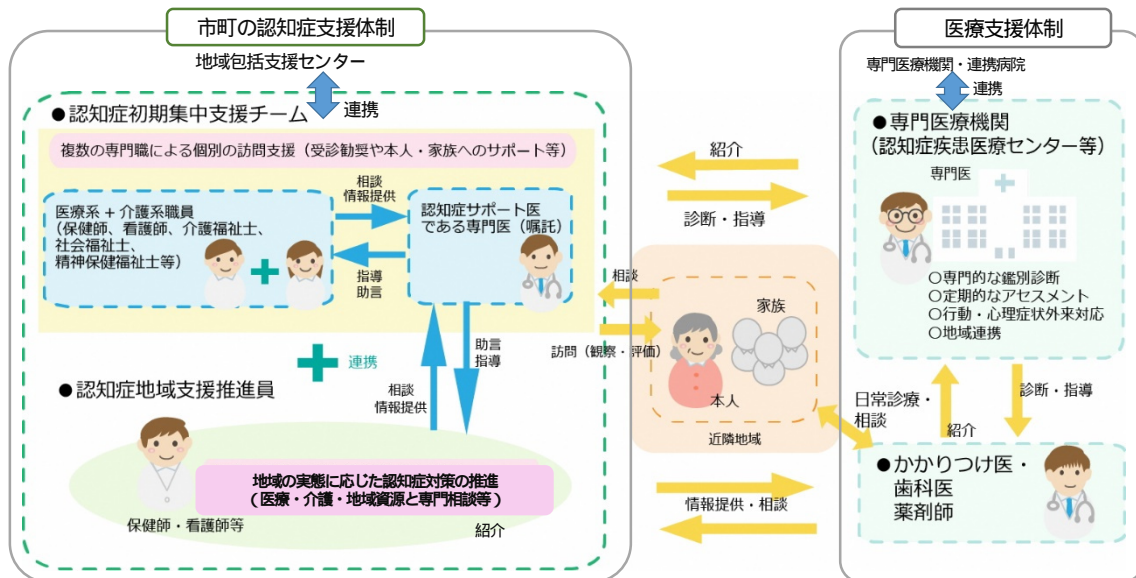 市町の認知症支援体制
地域包括支援センター
連携
●認知症初期集中支援チーム
複数の専門職による個別の訪問支援（受診勧奨や本人・家族へのサポート等）
医療系 + 介護系職員
（保健師、看護師、介護福祉士、
社会福祉士、
精神保健福祉士等）
相談
情報提供
指導
助言
認知症サポート医
である専門医（嘱託）
連携
相談
情報提供
助言
指導
●認知症地域支援推進員
保健師・看護師等
地域の実態に応じた認知症対策の推進
（医療・介護・地域資源と専門相談等）
紹介
紹介
診断・指導
相談
訪問（観察・評価）
家族
本人
近隣地域
日常診療・
相談
情報提供・相談
医療支援体制
専門医療機関・連携病院
連携
●専門医療機関
（認知症疾患医療センター等）
専門医
○専門的な鑑別診断
○定期的なアセスメント
○行動・心理症状外来対応
○地域連携
紹介
診断・指導
●かかりつけ医・
歯科医
薬剤師